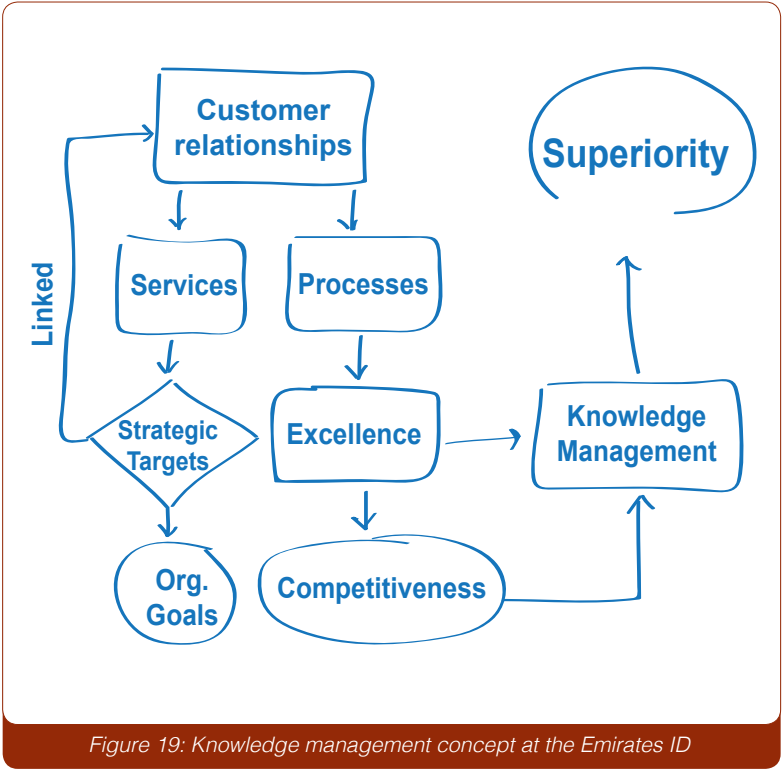 Customer
relationships
Superiority
Linked
Services
Processes
Strategic
Targets
Excellence
Knowledge
Management
Org.
Goals
Competitiveness
Figure 19: Knowledge management concept at the Emirates ID